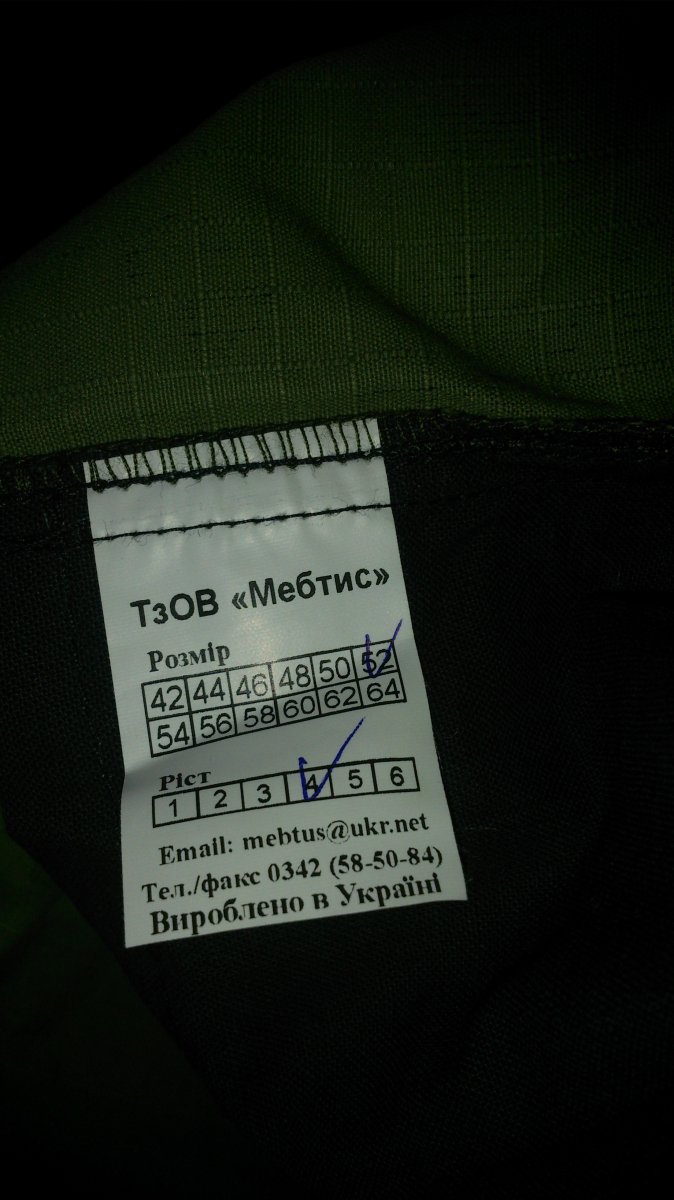 ТзОВ «Мебтис»
Розмір
42 44 46 48 50 52
54 56 58 60 62 64
Ріст
1 2 3 4 5 6
Email: mebtus@ukr.net
Тел./факс 0342 (58-50-84)
Вироблено в Україні